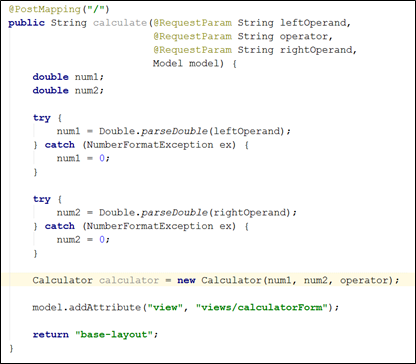 @PostMapping("/")
public String calculate(@RequestParam String leftOperand,
@RequestParam String operator,
@RequestParam String rightOperand,
Model model) {
double num1;
double num2;
try {
num1 = Double.parseDouble(leftOperand);
} catch (NumberFormatException ex) {
num1 = 0;
}
try {
num2 = Double.parseDouble(rightOperand);
} catch (NumberFormatException ex) {
num2 = 0;
}
Calculator calculator = new Calculator(num1, num2, operator);
model.addAttribute("view", "views/calculatorForm");
return "base-layout";
}